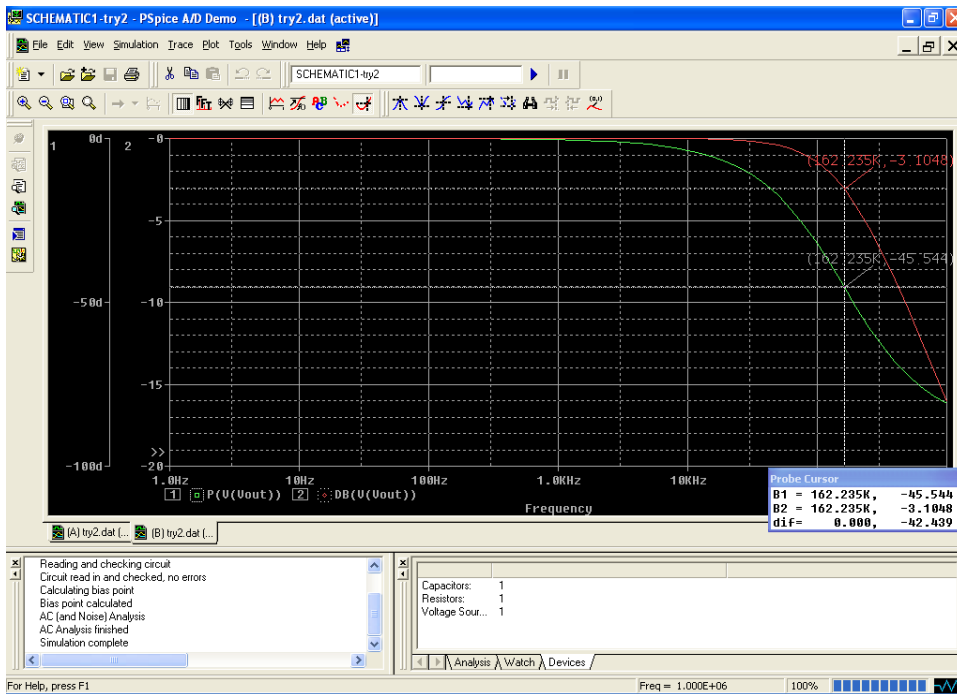 SCHEMATIC1-try2 - PSpice A/D Demo - [(B) try2.dat (active)]
File Edit View Simulation Trace Plot Tools Window Help
SCHEMATIC1-try2
0d 1 2 -0
(162.235K,-3.1048)
-5
(162.235K,-45.544)
-50d -10
-15
>>
-100d -20
1.0Hz 10Hz 100Hz 1.0KHz 10KHz
1 P(V(Vout)) 2 DB(V(Vout))
Frequency
Probe Cursor
B1 = 162.235K, -45.544
B2 = 162.235K, -3.1048
dif= 0.000, -42.439
(A) try2.dat (... (B) try2.dat (...
Reading and checking circuit
Circuit read in and checked, no errors
Calculating bias point
Bias point calculated
AC (and Noise) Analysis
AC Analysis finished
Simulation complete
Capacitors: 1
Resistors: 1
Voltage Sour... 1
Analysis Watch Devices
For Help, press F1 Freq = 1.000E+06 100%